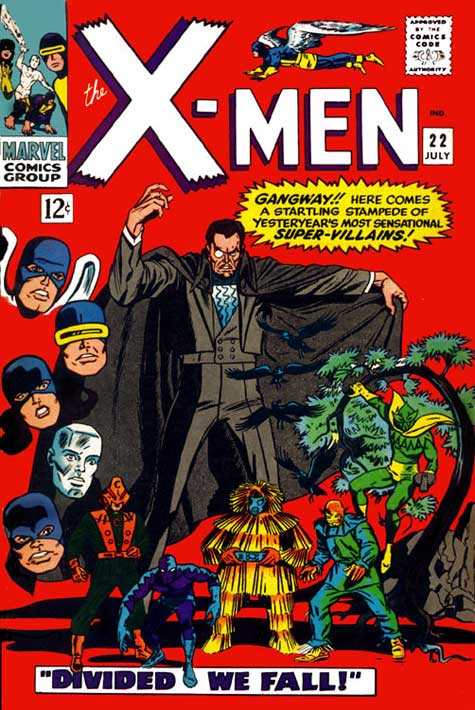 the
X-MEN
APPROVED
BY THE
COMICS
CODE
AUTHORITY
IND.
22
JULY
MARVEL
COMICS
GROUP
12¢
GANGWAY!! HERE COMES
A STARTLING STAMPEDE OF
YESTERYEAR'S MOST SENSATIONAL
SUPER-VILLAINS!
"DIVIDED WE FALL!"